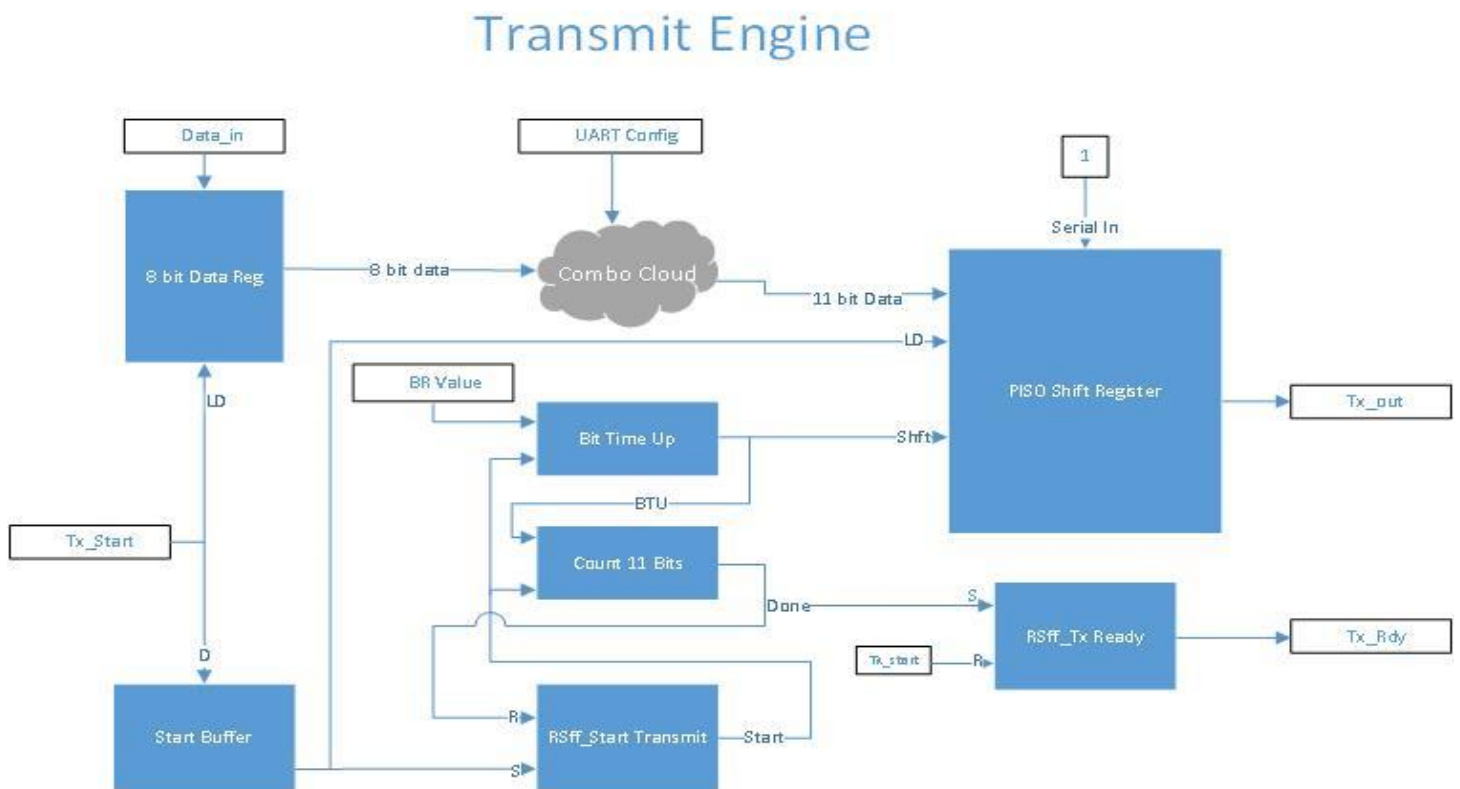 Transmit Engine
Data_in
UART Config
1
Serial In
8 bit Data Reg
8 bit data
Combo Cloud
11 bit Data
LD
BR Value
PISO Shift Register
Tx_out
LD
Bit Time Up
Shft
BTU
Tx_Start
Count 11 Bits
Done
S
RSff_Tx Ready
Tx_Rdy
D
Tx_start
R
Start Buffer
R
RSff_Start Transmit
Start
S